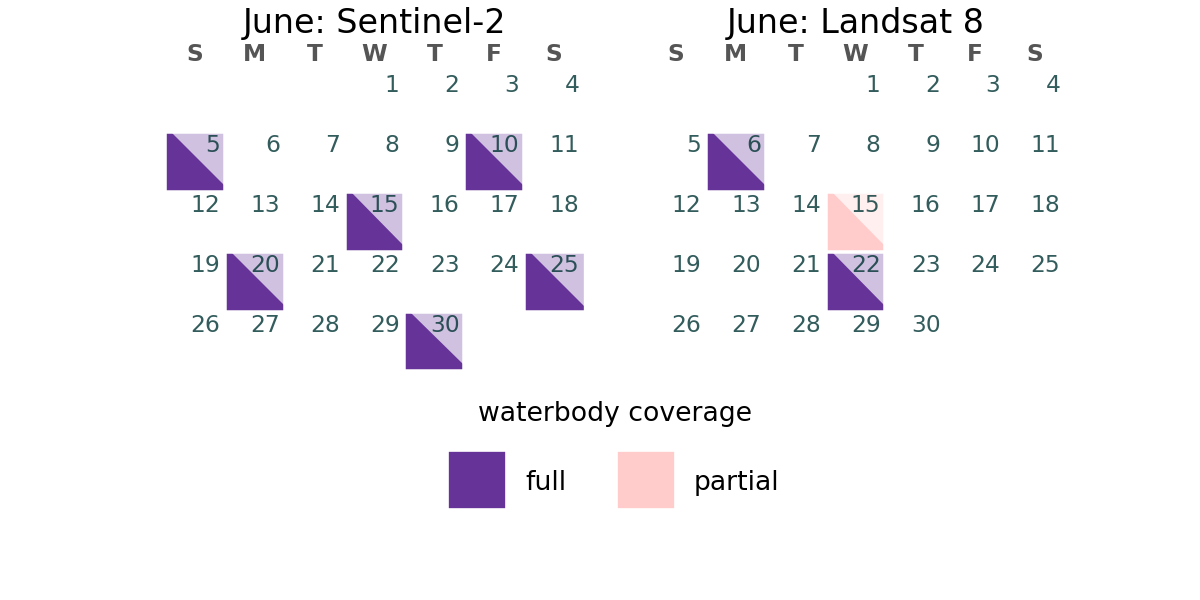 June: Sentinel-2
S M T W T F S
1 2 3 4
5 6 7 8 9 10 11
12 13 14 15 16 17 18
19 20 21 22 23 24 25
26 27 28 29 30
June: Landsat 8
S M T W T F S
1 2 3 4
5 6 7 8 9 10 11
12 13 14 15 16 17 18
19 20 21 22 23 24 25
26 27 28 29 30
waterbody coverage
full
partial